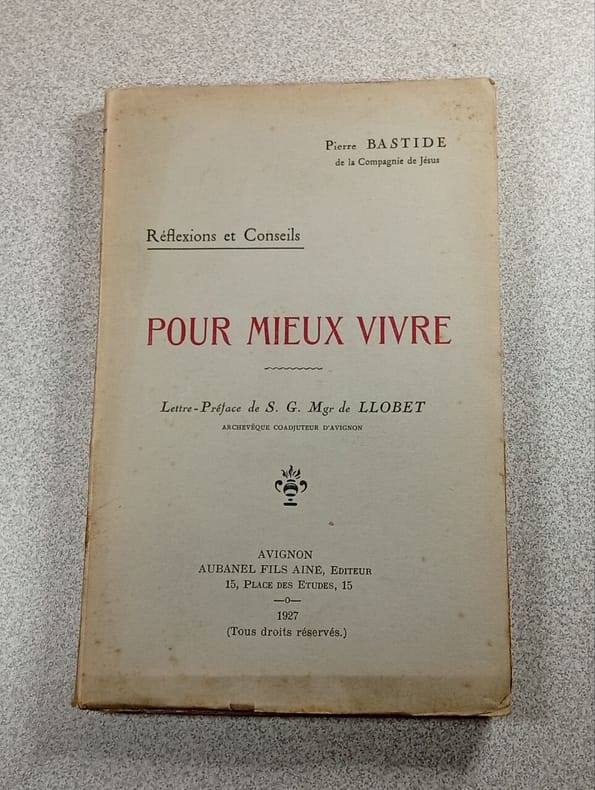 Pierre BASTIDE
de la Compagnie de Jésus
Réflexions et Conseils
POUR MIEUX VIVRE
Lettre-Préface de S. G. Mgr de LLOBET
ARCHEVÊQUE COADJUTEUR D'AVIGNON
AVIGNON
AUBANEL FILS AINÉ, EDITEUR
15, PLACE DES ETUDES, 15
—o—
1927
(Tous droits réservés.)